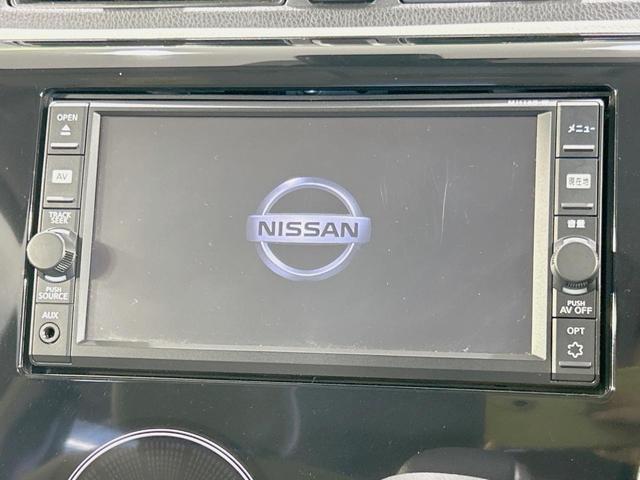 OPEN
AV
TRACK
SEEK
PUSH
SOURCE
AUX
NISSAN
メニュー
現在地
音量
PUSH
AV OFF
OPT